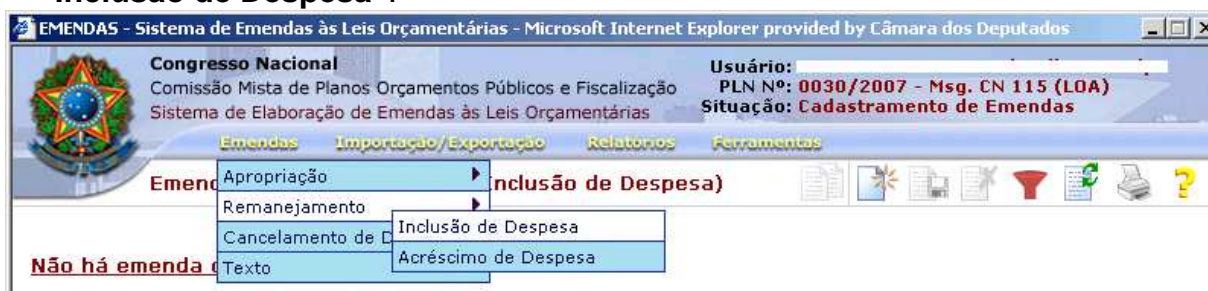 Inclusão de Despesa
EMENDAS - Sistema de Emendas às Leis Orçamentárias - Microsoft Internet Explorer provided by Câmara dos Deputados
Congresso Nacional
Comissão Mista de Planos Orçamentos Públicos e Fiscalização
Sistema de Elaboração de Emendas às Leis Orçamentárias
Usuário:
PLN Nº: 0030/2007 - Msg. CN 115 (LOA)
Situação: Cadastramento de Emendas
Emendas Importação/Exportação Relatórios Ferramentas
Inclusão de Despesa)
Apropriação
Remanejamento
Cancelamento de D
Texto
Inclusão de Despesa
Acréscimo de Despesa
Não há emenda